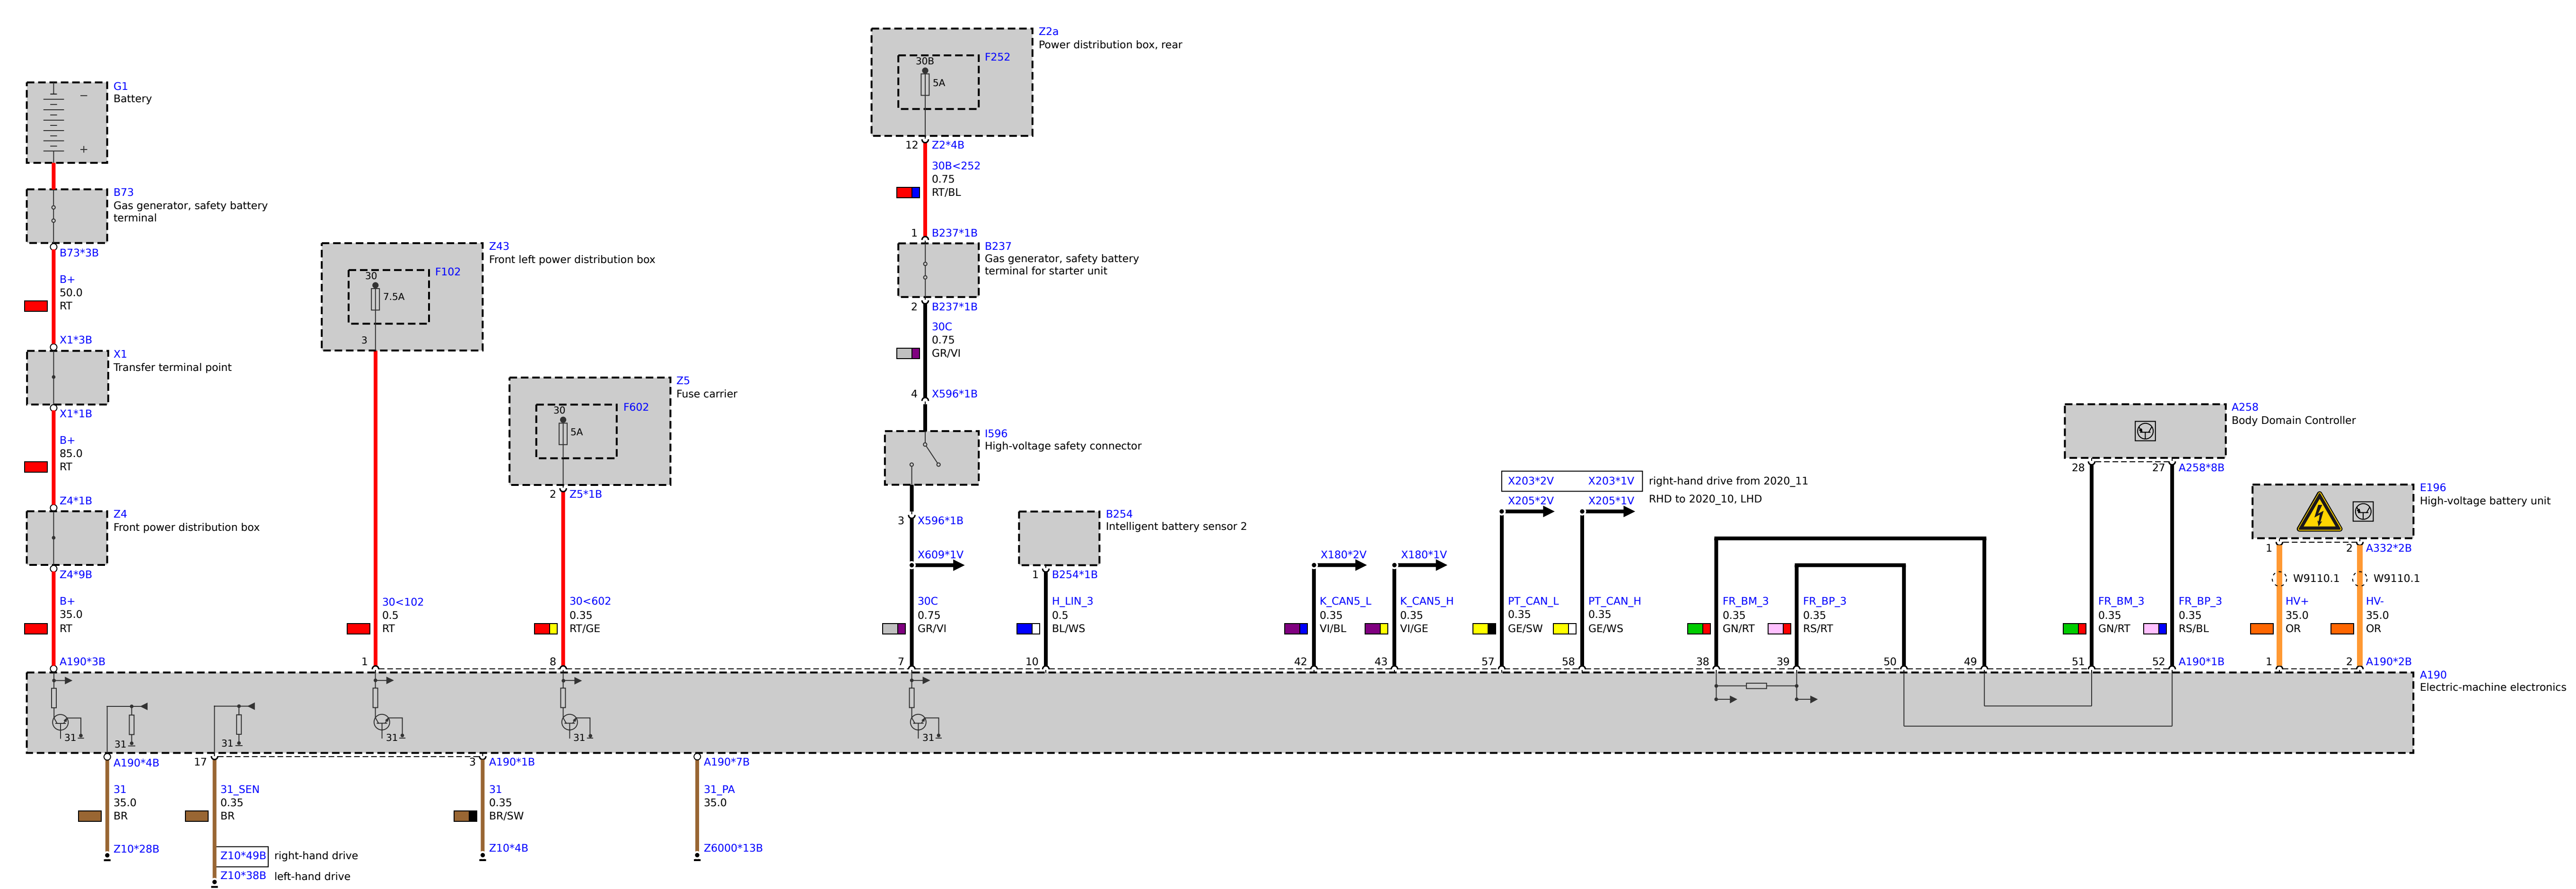 G1
Battery
−
+
B73
Gas generator, safety battery
terminal
B73*3B
B+
50.0
RT
X1*3B
X1
Transfer terminal point
X1*1B
B+
85.0
RT
Z4*1B
Z4
Front power distribution box
Z4*9B
B+
35.0
RT
A190*3B
Z43
Front left power distribution box
F102
30
7.5A
3
30<102
0.5
RT
1
Z5
Fuse carrier
F602
30
5A
2
Z5*1B
30<602
0.35
RT/GE
8
Z2a
Power distribution box, rear
F252
30B
5A
12
Z2*4B
30B<252
0.75
RT/BL
1
B237*1B
B237
Gas generator, safety battery
terminal for starter unit
2
B237*1B
30C
0.75
GR/VI
4
X596*1B
I596
High-voltage safety connector
3
X596*1B
X609*1V
30C
0.75
GR/VI
7
B254
Intelligent battery sensor 2
1
B254*1B
H_LIN_3
0.5
BL/WS
10
X180*2V
K_CAN5_L
0.35
VI/BL
42
X180*1V
K_CAN5_H
0.35
VI/GE
43
X203*2V
X203*1V
right-hand drive from 2020_11
X205*2V
X205*1V
RHD to 2020_10, LHD
PT_CAN_L
0.35
GE/SW
57
PT_CAN_H
0.35
GE/WS
58
FR_BM_3
0.35
GN/RT
38
FR_BP_3
0.35
RS/RT
39
50
49
A258
Body Domain Controller
28
27
A258*8B
FR_BM_3
0.35
GN/RT
51
FR_BP_3
0.35
RS/BL
52
A190*1B
E196
High-voltage battery unit
1
2
A332*2B
W9110.1
W9110.1
HV+
35.0
OR
1
HV-
35.0
OR
2
A190*2B
A190
Electric-machine electronics
31
31
31
31
31
31
A190*4B
31
35.0
BR
Z10*28B
17
31_SEN
0.35
BR
Z10*49B
right-hand drive
Z10*38B
left-hand drive
3
A190*1B
31
0.35
BR/SW
Z10*4B
A190*7B
31_PA
35.0
Z6000*13B